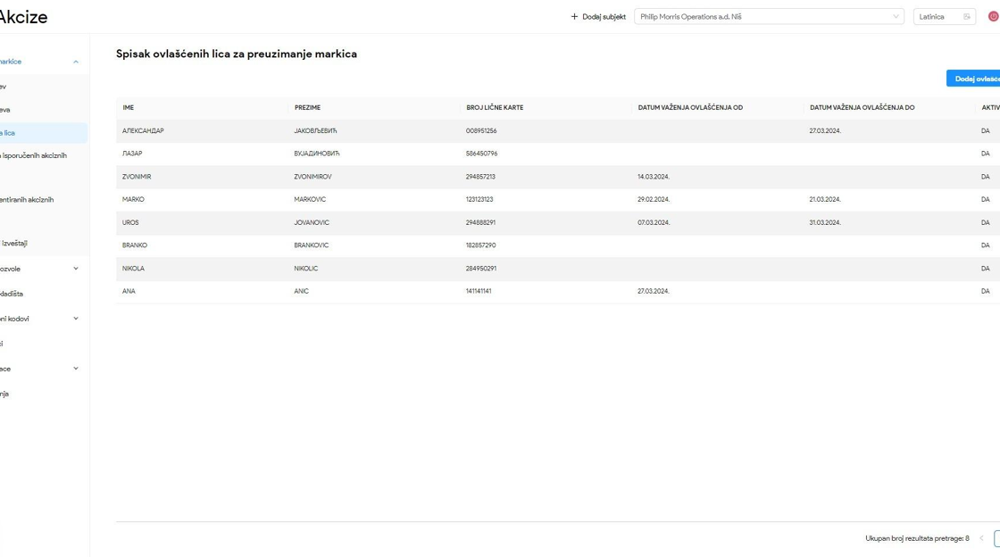 Akcize
Dodaj subjekt
Philip Morris Operations a.d. Niš
Latinica
markice
Spisak ovlašćenih lica za preuzimanje markica
ev
Dodaj ovlašće
eva
IME PREZIME BROJ LIČNE KARTE DATUM VAŽENJA OVLAŠĆENJA OD DATUM VAŽENJA OVLAŠĆENJA DO AKTIV
a lica
АЛЕКСАНДАР ЈАКОВЉЕВИЋ 008951256 27.03.2024. DA
isporučenih akciznih
ЛАЗАР ВУЈАДИНОВИЋ 586450796 DA
ZVONIMIR ZVONIMIROV 294857213 14.03.2024. DA
entiranih akciznih
MARKO MARKOVIC 123123123 29.02.2024. 21.03.2024. DA
UROS JOVANOVIC 294888291 07.03.2024. 31.03.2024. DA
izveštaji
BRANKO BRANKOVIC 182857290 DA
ozvole
NIKOLA NIKOLIC 284950291 DA
kladišta
ANA ANIC 141141141 27.03.2024. DA
ni kodovi
ci
ace
nja
Ukupan broj rezultata pretrage: 8